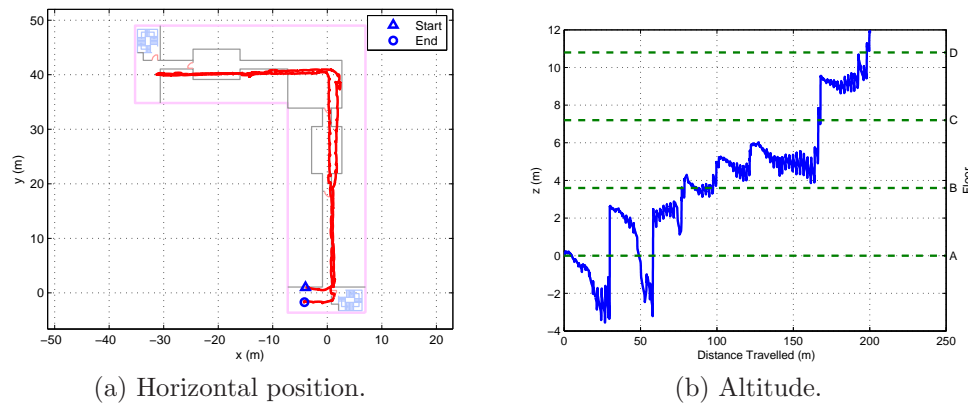 Start
End
50
40
30
20
10
0
y (m)
−50 −40 −30 −20 −10 0 10 20
x (m)
(a) Horizontal position.
12
10
8
6
4
2
0
−2
−4
z (m)
0 50 100 150 200 250
Distance Travelled (m)
D
C
B
A
Floor
(b) Altitude.